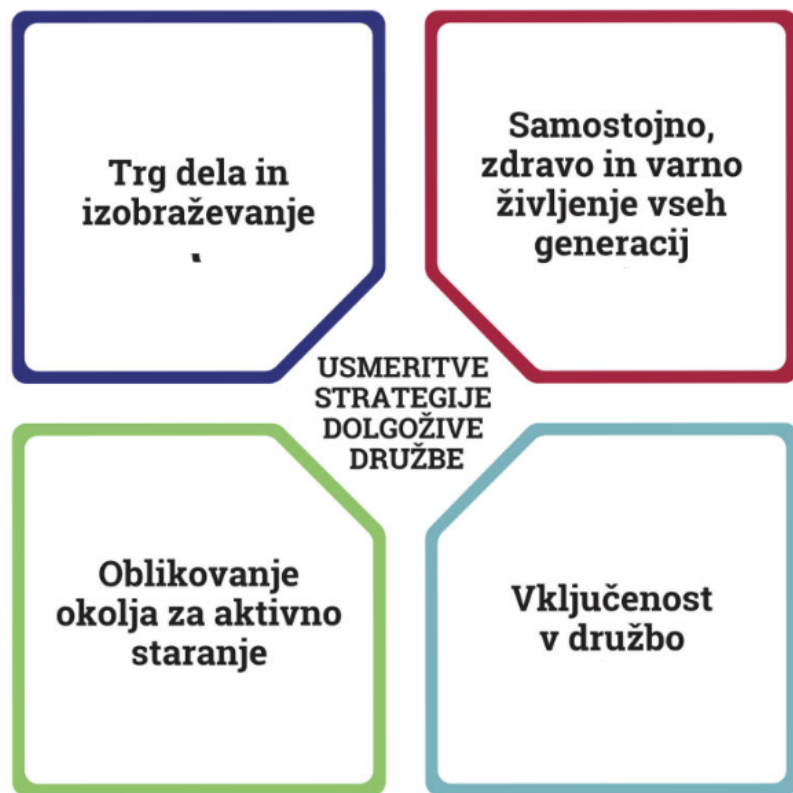 Trg dela in
izobraževanje
Samostojno,
zdravo in varno
življenje vseh
generacij
USMERITVE
STRATEGIJE
DOLGOŽIVE
DRUŽBE
Oblikovanje
okolja za aktivno
staranje
Vključenost
v družbo